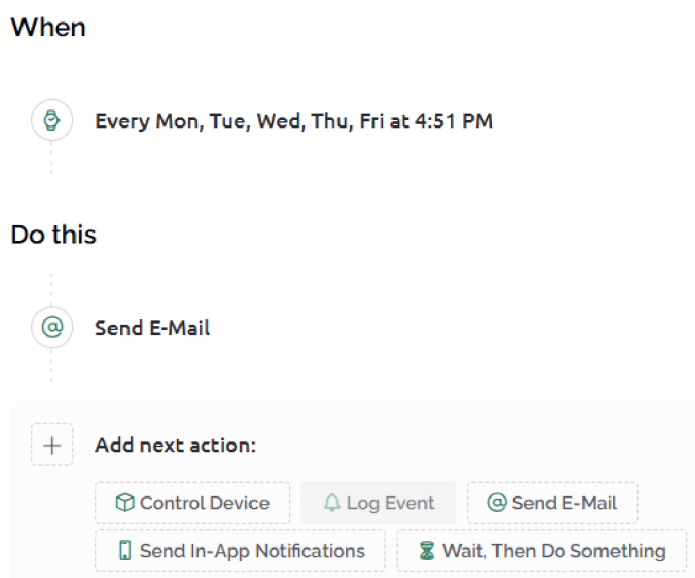 When
Every Mon, Tue, Wed, Thu, Fri at 4:51 PM
Do this
Send E-Mail
Add next action:
Control Device Log Event Send E-Mail
Send In-App Notifications Wait, Then Do Something